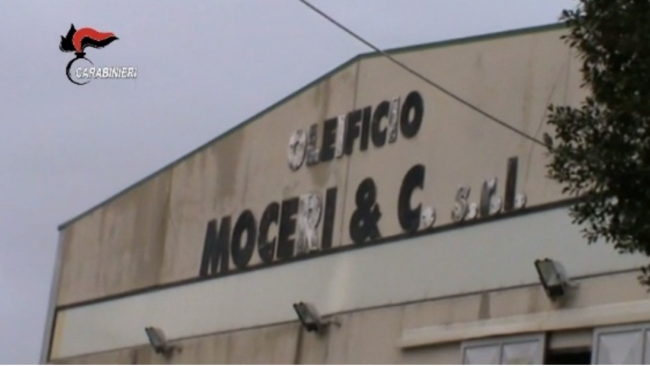 CARABINIERI
OLEIFICIO
MOCERI & C. s.r.l.